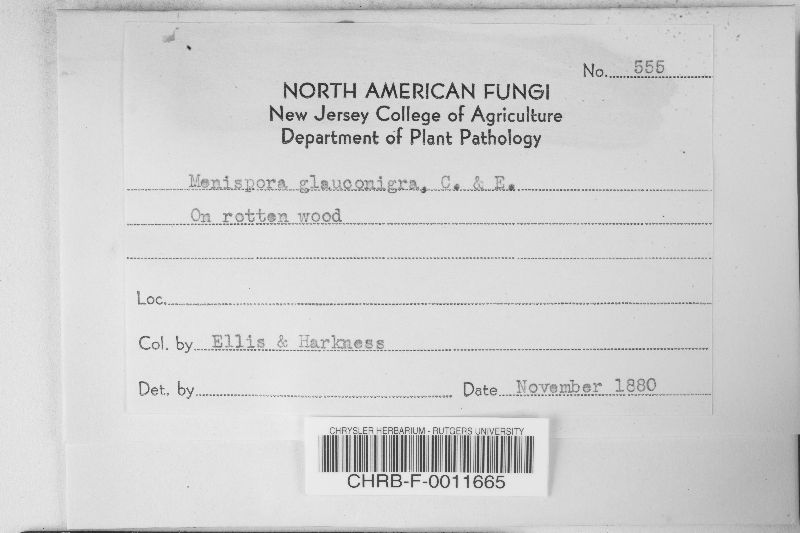 No. 555
NORTH AMERICAN FUNGI
New Jersey College of Agriculture
Department of Plant Pathology
Menispora glauconigra, C. & E.
On rotten wood
Loc.
Col. by Ellis & Harkness
Det. by Date November 1880
CHRYSLER HERBARIUM - RUTGERS UNIVERSITY
CHRB-F-0011665